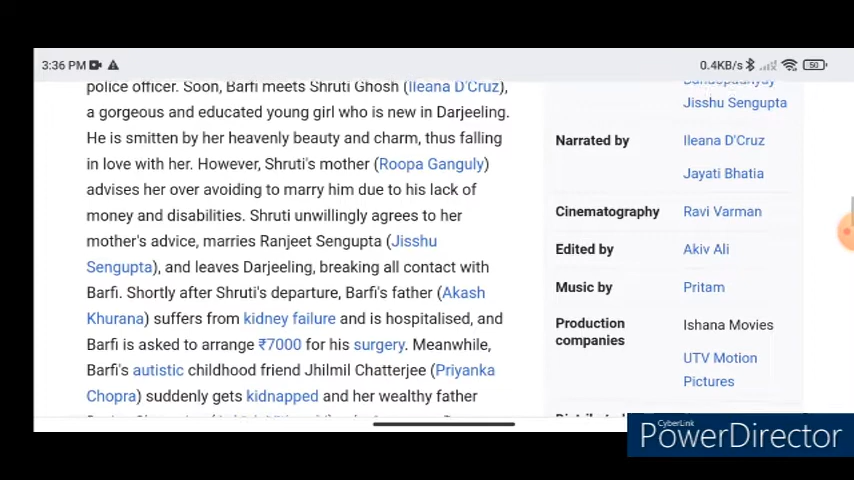 3:36 PM
0.4KB/s
50
police officer. Soon, Barfi meets Shruti Ghosh (Ileana D'Cruz),
a gorgeous and educated young girl who is new in Darjeeling.
He is smitten by her heavenly beauty and charm, thus falling
in love with her. However, Shruti's mother (Roopa Ganguly)
advises her over avoiding to marry him due to his lack of
money and disabilities. Shruti unwillingly agrees to her
mother's advice, marries Ranjeet Sengupta (Jisshu
Sengupta), and leaves Darjeeling, breaking all contact with
Barfi. Shortly after Shruti's departure, Barfi's father (Akash
Khurana) suffers from kidney failure and is hospitalised, and
Barfi is asked to arrange ₹7000 for his surgery. Meanwhile,
Barfi's autistic childhood friend Jhilmil Chatterjee (Priyanka
Chopra) suddenly gets kidnapped and her wealthy father
Jisshu Sengupta
Narrated by
Ileana D'Cruz
Jayati Bhatia
Cinematography
Ravi Varman
Edited by
Akiv Ali
Music by
Pritam
Production
companies
Ishana Movies
UTV Motion
Pictures
CyberLink
PowerDirector